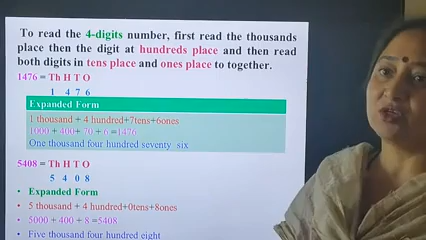 To read the 4-digits number, first read the thousands
place then the digit at hundreds place and then read
both digits in tens place and ones place to together.
1476 = Th H T O
1 4 7 6
Expanded Form
1 thousand + 4 hundred+7tens+6ones
1000 + 400+ 70 + 6 =1476
One thousand four hundred seventy six
5408 = Th H T O
5 4 0 8
• Expanded Form
• 5 thousand + 4 hundred+0tens+8ones
• 5000 + 400 + 8 =5408
• Five thousand four hundred eight